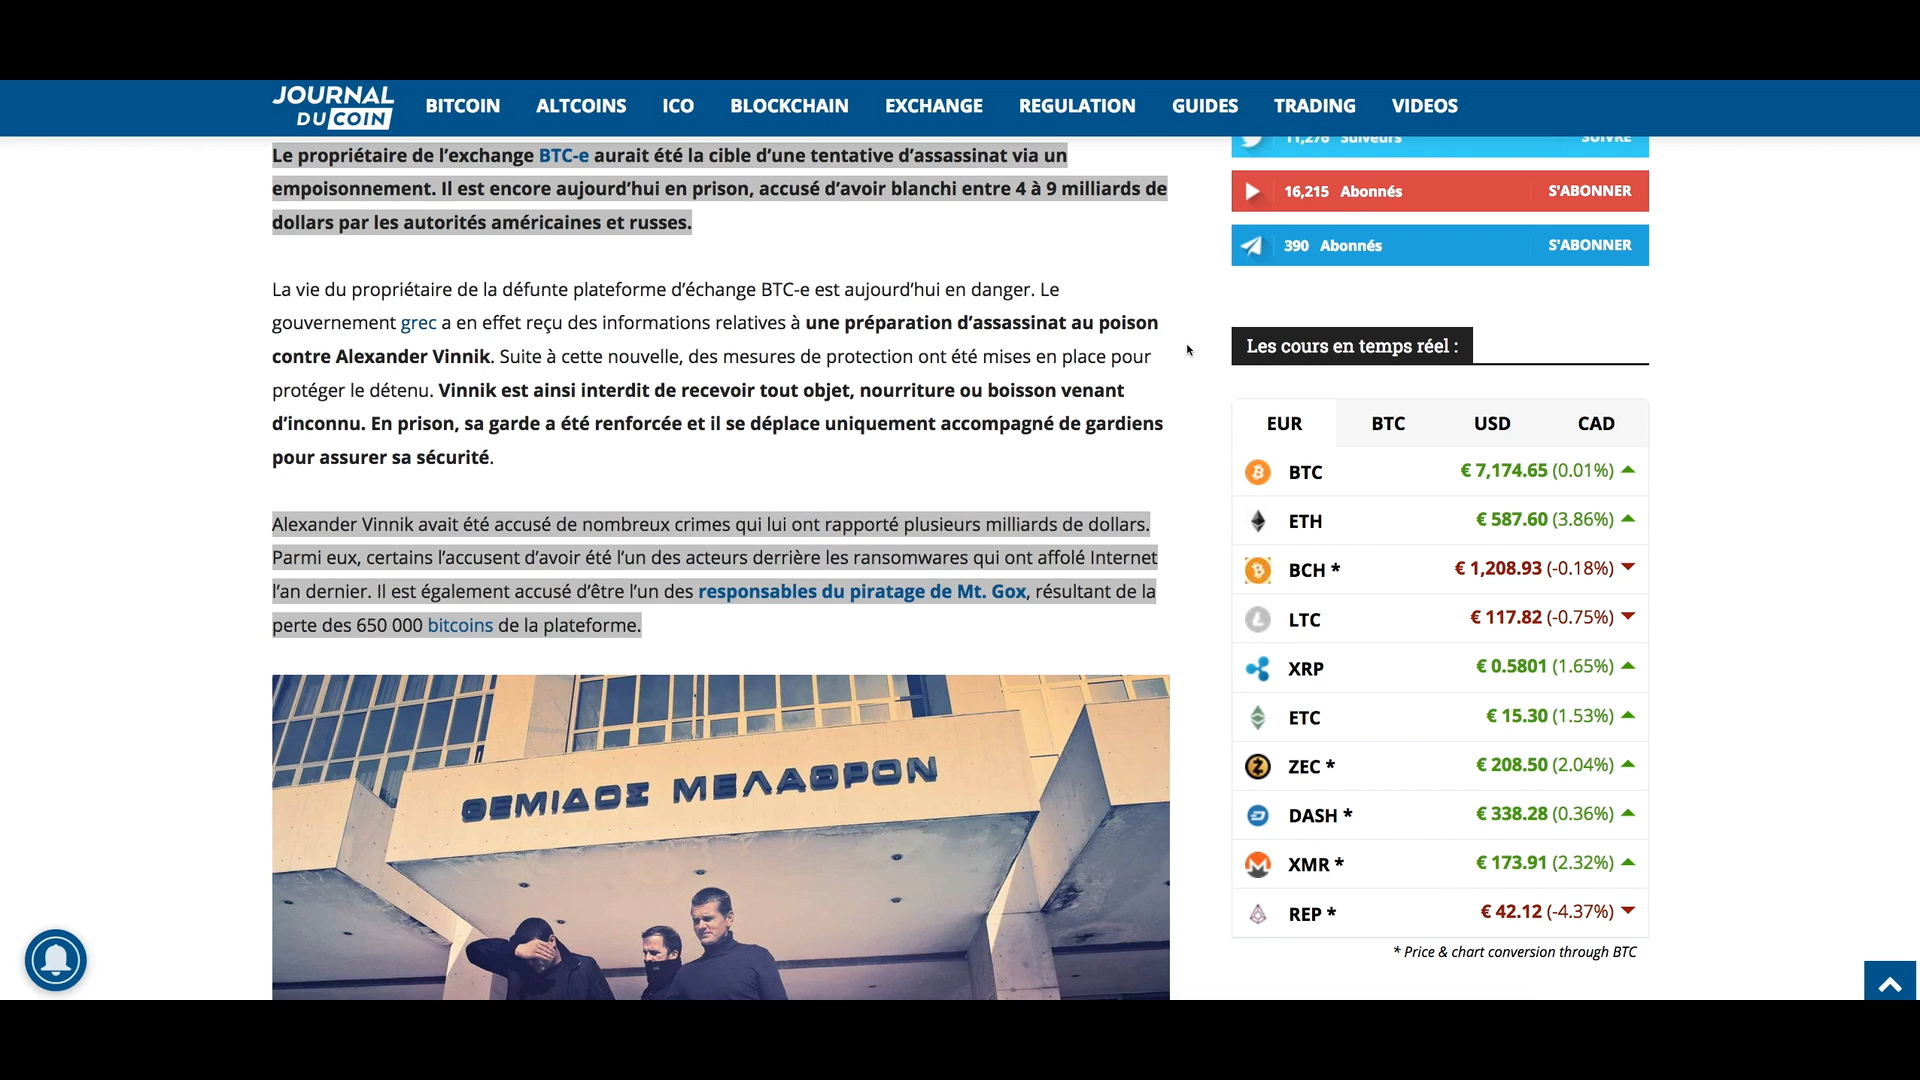 JOURNAL
DU COIN
BITCOIN ALTCOINS ICO BLOCKCHAIN EXCHANGE REGULATION GUIDES TRADING VIDEOS
Le propriétaire de l’exchange BTC-e aurait été la cible d’une tentative d’assassinat via un
empoisonnement. Il est encore aujourd’hui en prison, accusé d’avoir blanchi entre 4 à 9 milliards de
dollars par les autorités américaines et russes.
La vie du propriétaire de la défunte plateforme d’échange BTC-e est aujourd’hui en danger. Le
gouvernement grec a en effet reçu des informations relatives à une préparation d’assassinat au poison
contre Alexander Vinnik. Suite à cette nouvelle, des mesures de protection ont été mises en place pour
protéger le détenu. Vinnik est ainsi interdit de recevoir tout objet, nourriture ou boisson venant
d’inconnu. En prison, sa garde a été renforcée et il se déplace uniquement accompagné de gardiens
pour assurer sa sécurité.
Alexander Vinnik avait été accusé de nombreux crimes qui lui ont rapporté plusieurs milliards de dollars.
Parmi eux, certains l’accusent d’avoir été l’un des acteurs derrière les ransomwares qui ont affolé Internet
l’an dernier. Il est également accusé d’être l’un des responsables du piratage de Mt. Gox, résultant de la
perte des 650 000 bitcoins de la plateforme.
ΘΕΜΙΔΟΣ ΜΕΛΑΘΡΟΝ
11,276 Suiveurs SUIVRE
16,215 Abonnés S'ABONNER
390 Abonnés S'ABONNER
Les cours en temps réel :
EUR BTC USD CAD
BTC € 7,174.65 (0.01%)
ETH € 587.60 (3.86%)
BCH * € 1,208.93 (-0.18%)
LTC € 117.82 (-0.75%)
XRP € 0.5801 (1.65%)
ETC € 15.30 (1.53%)
ZEC * € 208.50 (2.04%)
DASH * € 338.28 (0.36%)
XMR * € 173.91 (2.32%)
REP * € 42.12 (-4.37%)
* Price & chart conversion through BTC